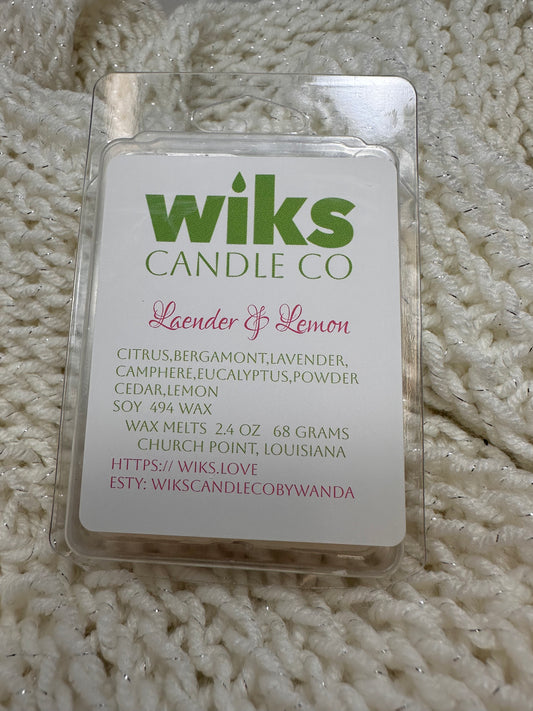 wiks
CANDLE CO
Laender & Lemon
CITRUS,BERGAMONT,LAVENDER,
CAMPHERE,EUCALYPTUS,POWDER
CEDAR,LEMON
SOY 494 WAX
WAX MELTS 2.4 OZ 68 GRAMS
CHURCH POINT, LOUISIANA
HTTPS:// WIKS.LOVE
ESTY: WIKSCANDLECOBYWANDA